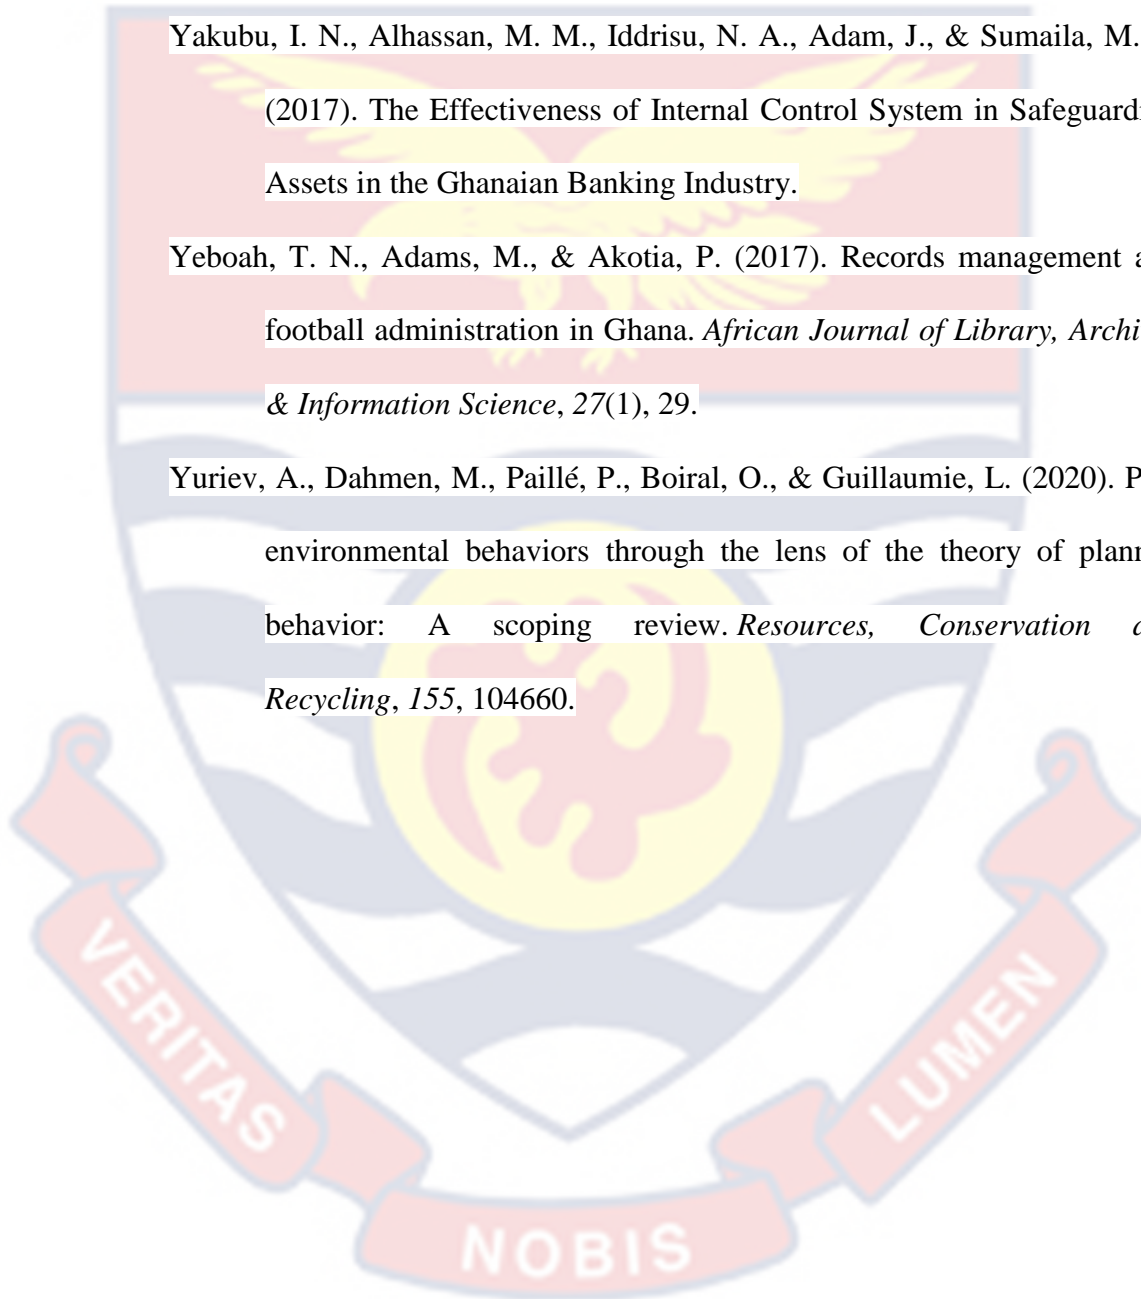 Yakubu, I. N., Alhassan, M. M., Iddrisu, N. A., Adam, J., & Sumaila, M.
(2017). The Effectiveness of Internal Control System in Safeguardi
Assets in the Ghanaian Banking Industry.
Yeboah, T. N., Adams, M., & Akotia, P. (2017). Records management a
football administration in Ghana. African Journal of Library, Archi
& Information Science, 27(1), 29.
Yuriev, A., Dahmen, M., Paillé, P., Boiral, O., & Guillaumie, L. (2020). P
environmental behaviors through the lens of the theory of plan
behavior: A scoping review. Resources, Conservation
Recycling, 155, 104660.
VERITAS
NOBIS
LUMEN